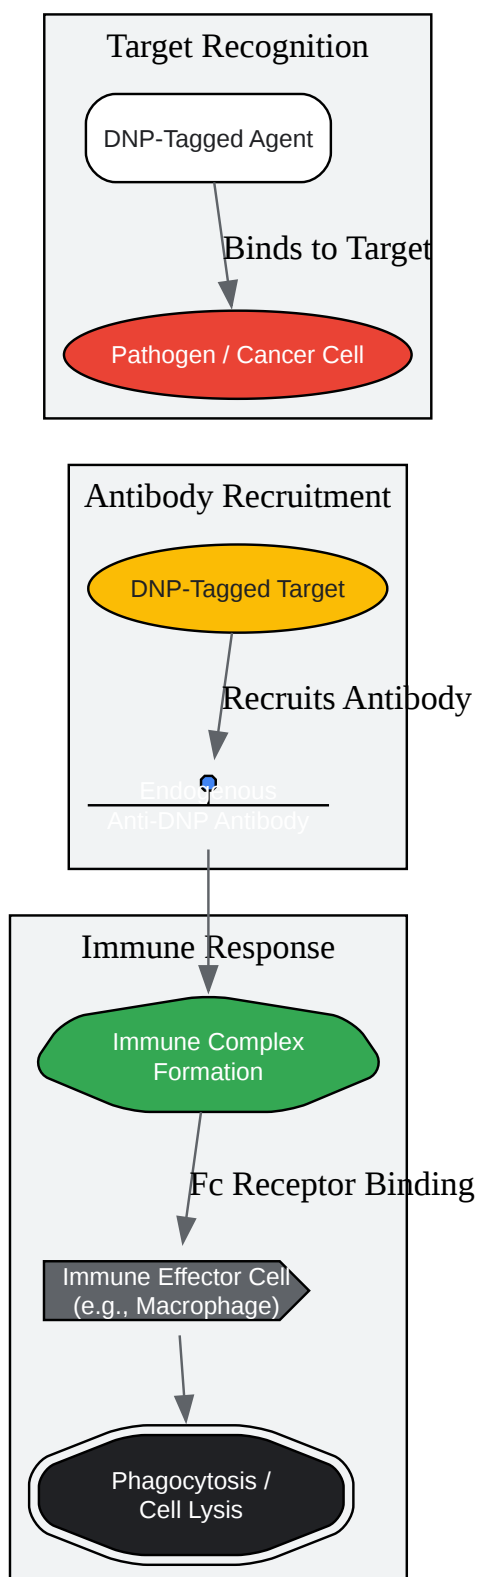 Target Recognition
DNP-Tagged Agent
Binds to Target
Pathogen / Cancer Cell
Antibody Recruitment
DNP-Tagged Target
Recruits Antibody
Endogenous
Anti-DNP Antibody
Immune Response
Immune Complex
Formation
Fc Receptor Binding
Immune Effector Cell
(e.g., Macrophage)
Phagocytosis /
Cell Lysis